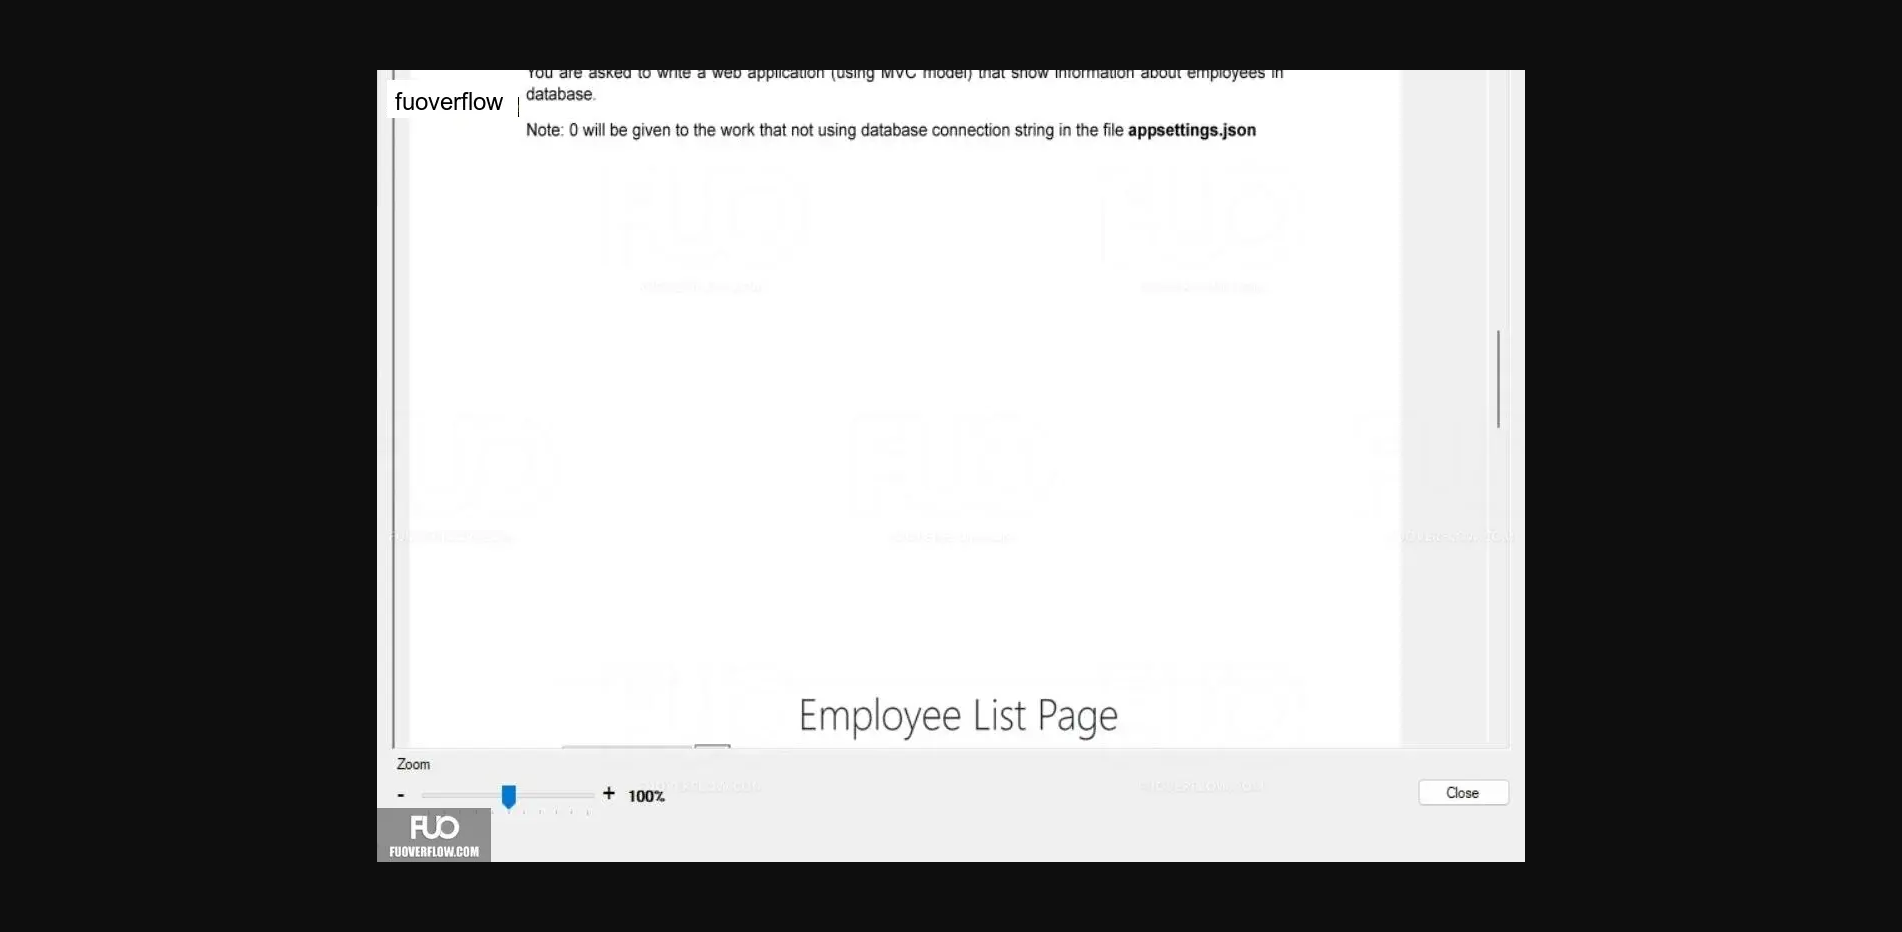 You are asked to write a web application (using MVC model) that show information about employees in
database.
fuoverflow
Note: 0 will be given to the work that not using database connection string in the file appsettings.json
Employee List Page
Zoom
- + 100%
Close
FUO
FUOVERFLOW.COM